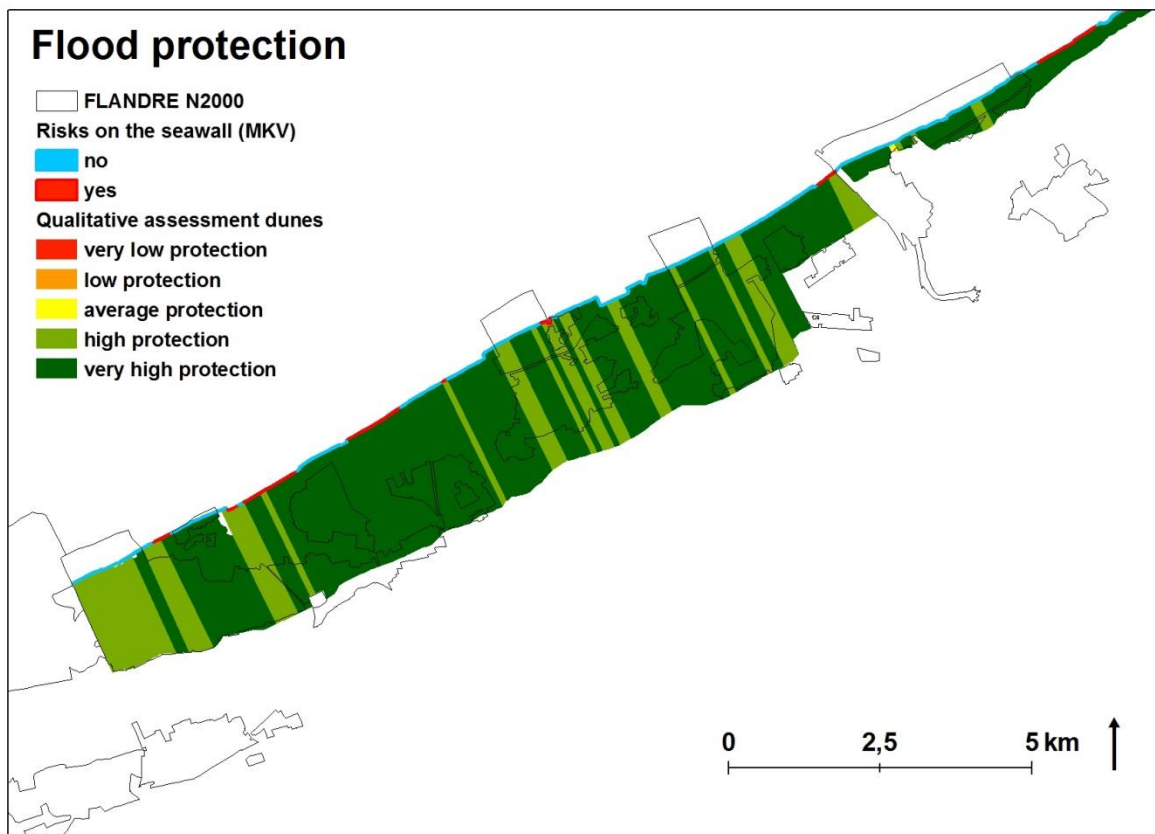 Flood protection
FLANDRE N2000
Risks on the seawall (MKV)
no
yes
Qualitative assessment dunes
very low protection
low protection
average protection
high protection
very high protection
0 2,5 5 km